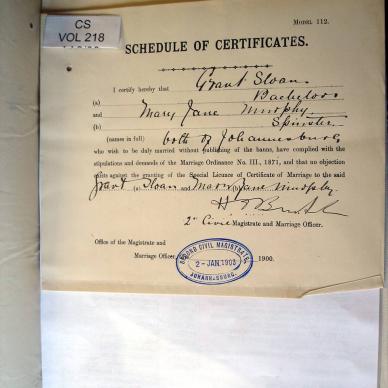 CS
VOL 218
MODEL 112.
SCHEDULE OF CERTIFICATES.
I certify hereby that Grant Sloan
(a) Bachelor
and Mary Jane Murphy
(b) Spinster
(names in full) both of Johannesburg
who wish to be duly married without publishing of the banns, have complied with the
stipulations and demands of the Marriage Ordinance No. III., 1871, and that no objection
exists against the granting of the Special Licence of Certificate of Marriage to the said
Grant (a) Sloan and Mary (b) Jane Murphy.
2nd Civil Magistrate and Marriage Officer.
Office of the Magistrate and
Marriage Officer,
SECOND CIVIL MAGISTRATE,
2-JAN.1903
JOHANNESBURG.
1900.